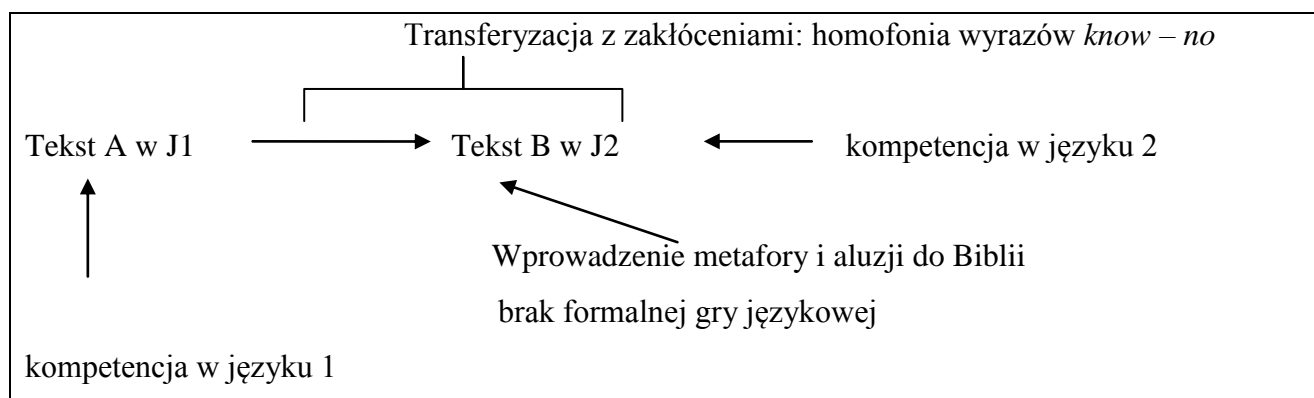 Transferyzacja z zakłóceniami: homofonia wyrazów know – no
Tekst A w J1 Tekst B w J2 kompetencja w języku 2
Wprowadzenie metafory i aluzji do Biblii
brak formalnej gry językowej
kompetencja w języku 1